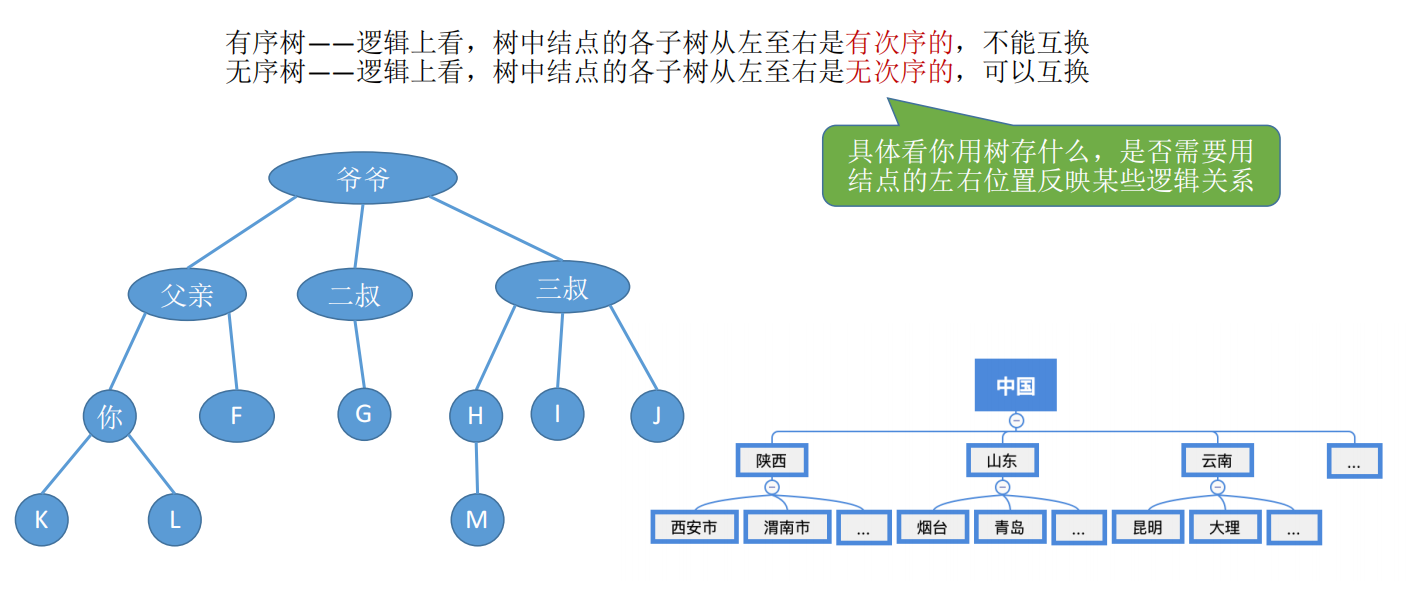 有序树——逻辑上看，树中结点的各子树从左至右是有次序的，不能互换
无序树——逻辑上看，树中结点的各子树从左至右是无次序的，可以互换
具体看你用树存什么，是否需要用
结点的左右位置反映某些逻辑关系
爷爷
父亲
二叔
三叔
你
F
G
H
I
J
K
L
M
中国
陕西
山东
云南
...
西安市
渭南市
...
烟台
青岛
...
昆明
大理
...